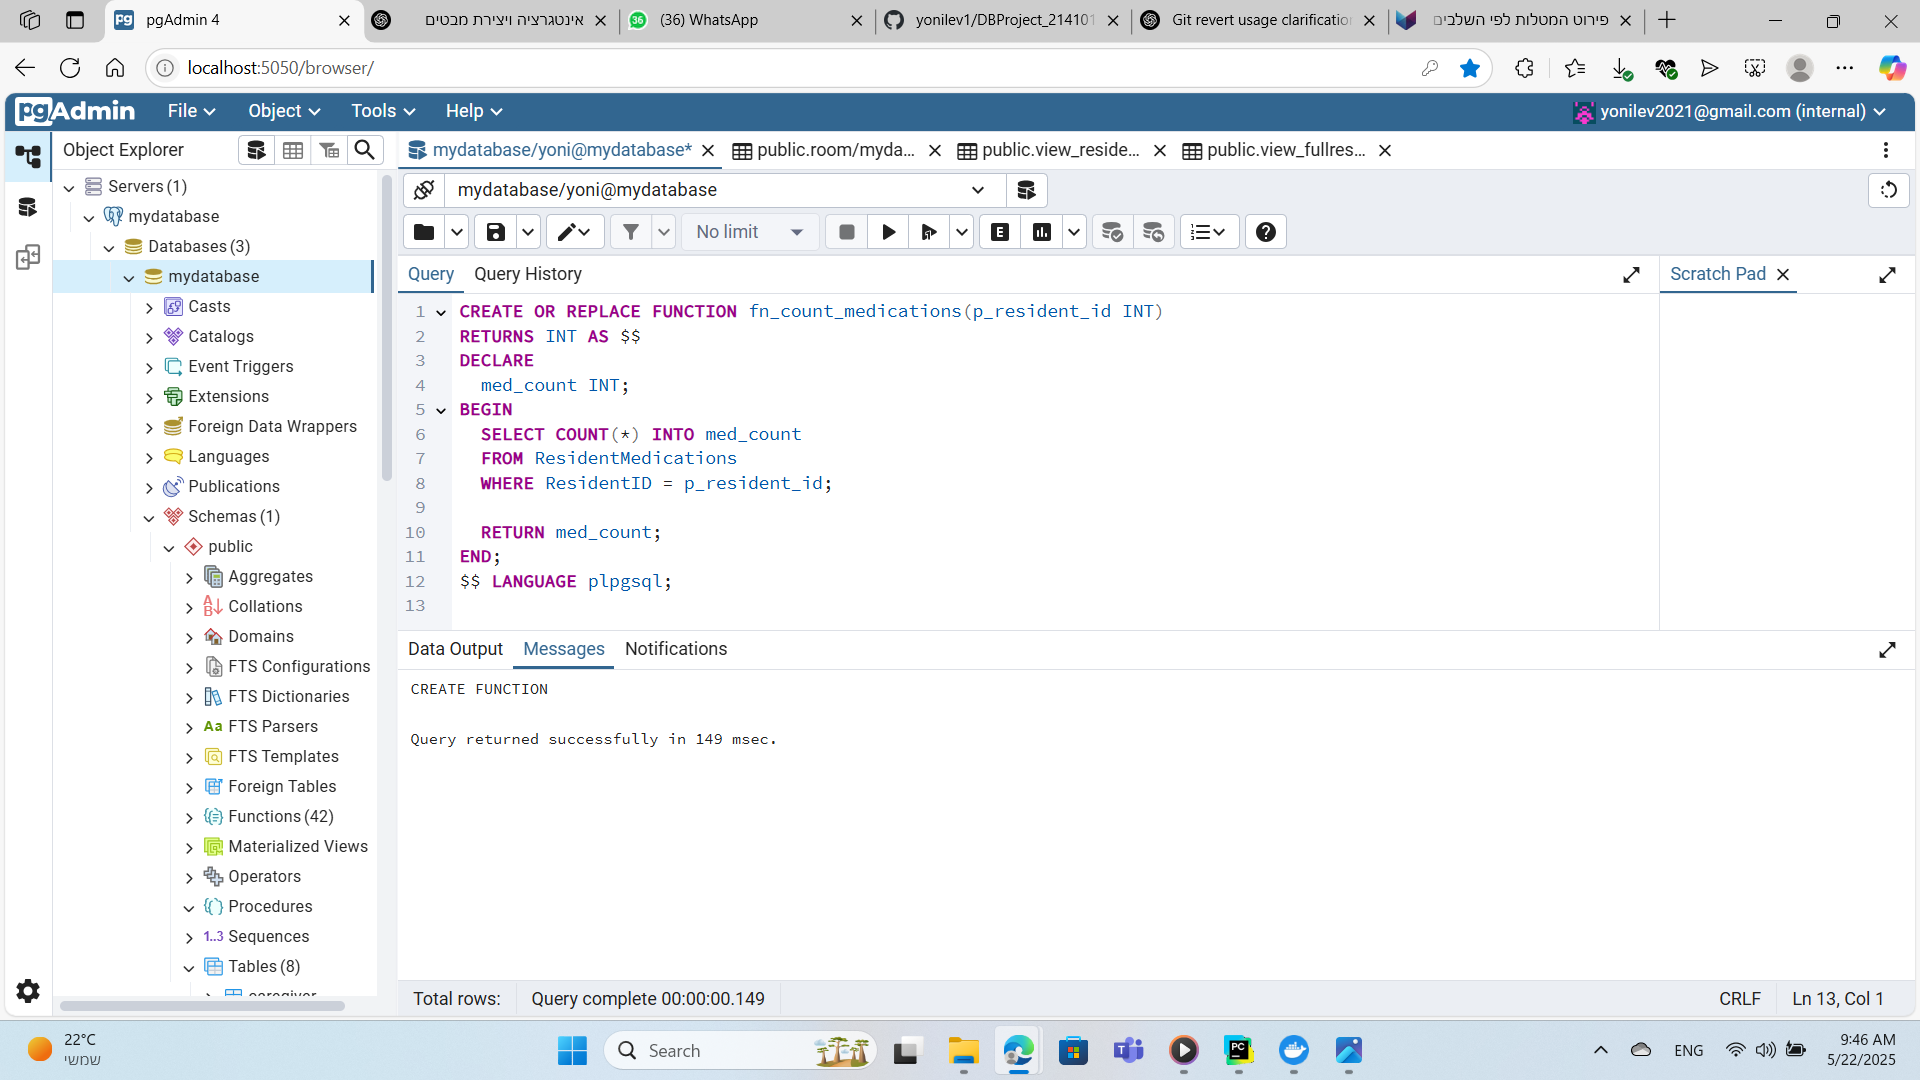 pgAdmin 4
אינטגרציה ויצירת מבטים
(36) WhatsApp
yonilev1/DBProject_214101
Git revert usage clarification
פירוט המטלות לפי השלבים
localhost:5050/browser/
pgAdmin
File
Object
Tools
Help
yonilev2021@gmail.com (internal)
Object Explorer
mydatabase/yoni@mydatabase*
public.room/myda...
public.view_reside...
public.view_fullres...
Servers (1)
mydatabase
Databases (3)
mydatabase
Casts
Catalogs
Event Triggers
Extensions
Foreign Data Wrappers
Languages
Publications
Schemas (1)
public
Aggregates
Collations
Domains
FTS Configurations
FTS Dictionaries
Aa FTS Parsers
FTS Templates
Foreign Tables
Functions (42)
Materialized Views
Operators
Procedures
1..3 Sequences
Tables (8)
caregiver
mydatabase/yoni@mydatabase
No limit
E
Query
Query History
Scratch Pad
1 CREATE OR REPLACE FUNCTION fn_count_medications(p_resident_id INT)
2 RETURNS INT AS $$
3 DECLARE
4 med_count INT;
5 BEGIN
6 SELECT COUNT(*) INTO med_count
7 FROM ResidentMedications
8 WHERE ResidentID = p_resident_id;
9
10 RETURN med_count;
11 END;
12 $$ LANGUAGE plpgsql;
13
Data Output
Messages
Notifications
CREATE FUNCTION
Query returned successfully in 149 msec.
Total rows:
Query complete 00:00:00.149
CRLF
Ln 13, Col 1
22°C
שמשי
Search
ENG
9:46 AM
5/22/2025